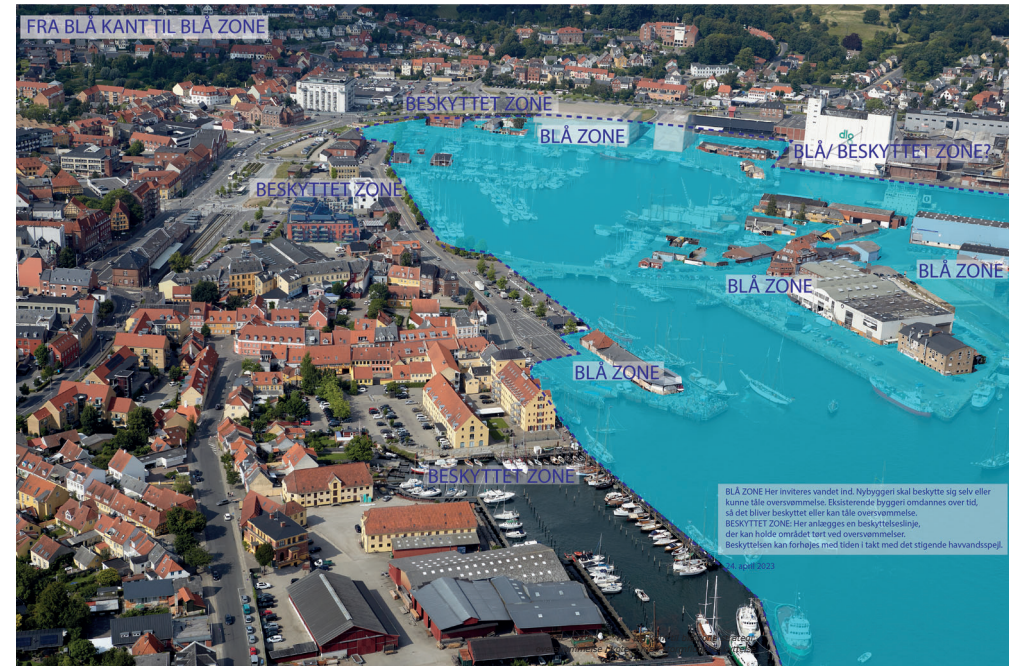 FRA BLÅ KANT TIL BLÅ ZONE
BESKYTTET ZONE
BLÅ ZONE
dlg
BLÅ/ BESKYTTET ZONE?
BESKYTTET ZONE
BLÅ ZONE
BLÅ ZONE
BLÅ ZONE
BESKYTTET ZONE
BLÅ ZONE Her inviteres vandet ind. Nybyggeri skal beskytte sig selv eller
kunne tåle oversvømmelse. Eksisterende byggeri omdannes over tid,
så det bliver beskyttet eller kan tåle oversvømmelse.
BESKYTTET ZONE: Her anlægges en beskyttelseslinje,
der kan holde området tørt ved oversvømmelser.
Beskyttelsen kan forhøjes med tiden i takt med det stigende havvandsspejl.
24. april 2023